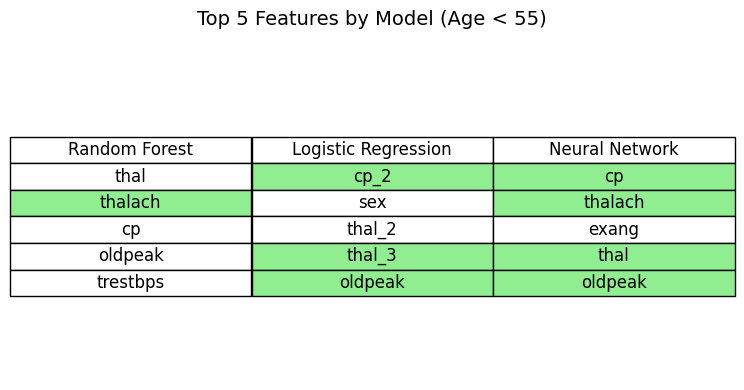 Top 5 Features by Model (Age < 55)
Random Forest Logistic Regression Neural Network
thal cp_2 cp
thalach sex thalach
cp thal_2 exang
oldpeak thal_3 thal
trestbps oldpeak oldpeak